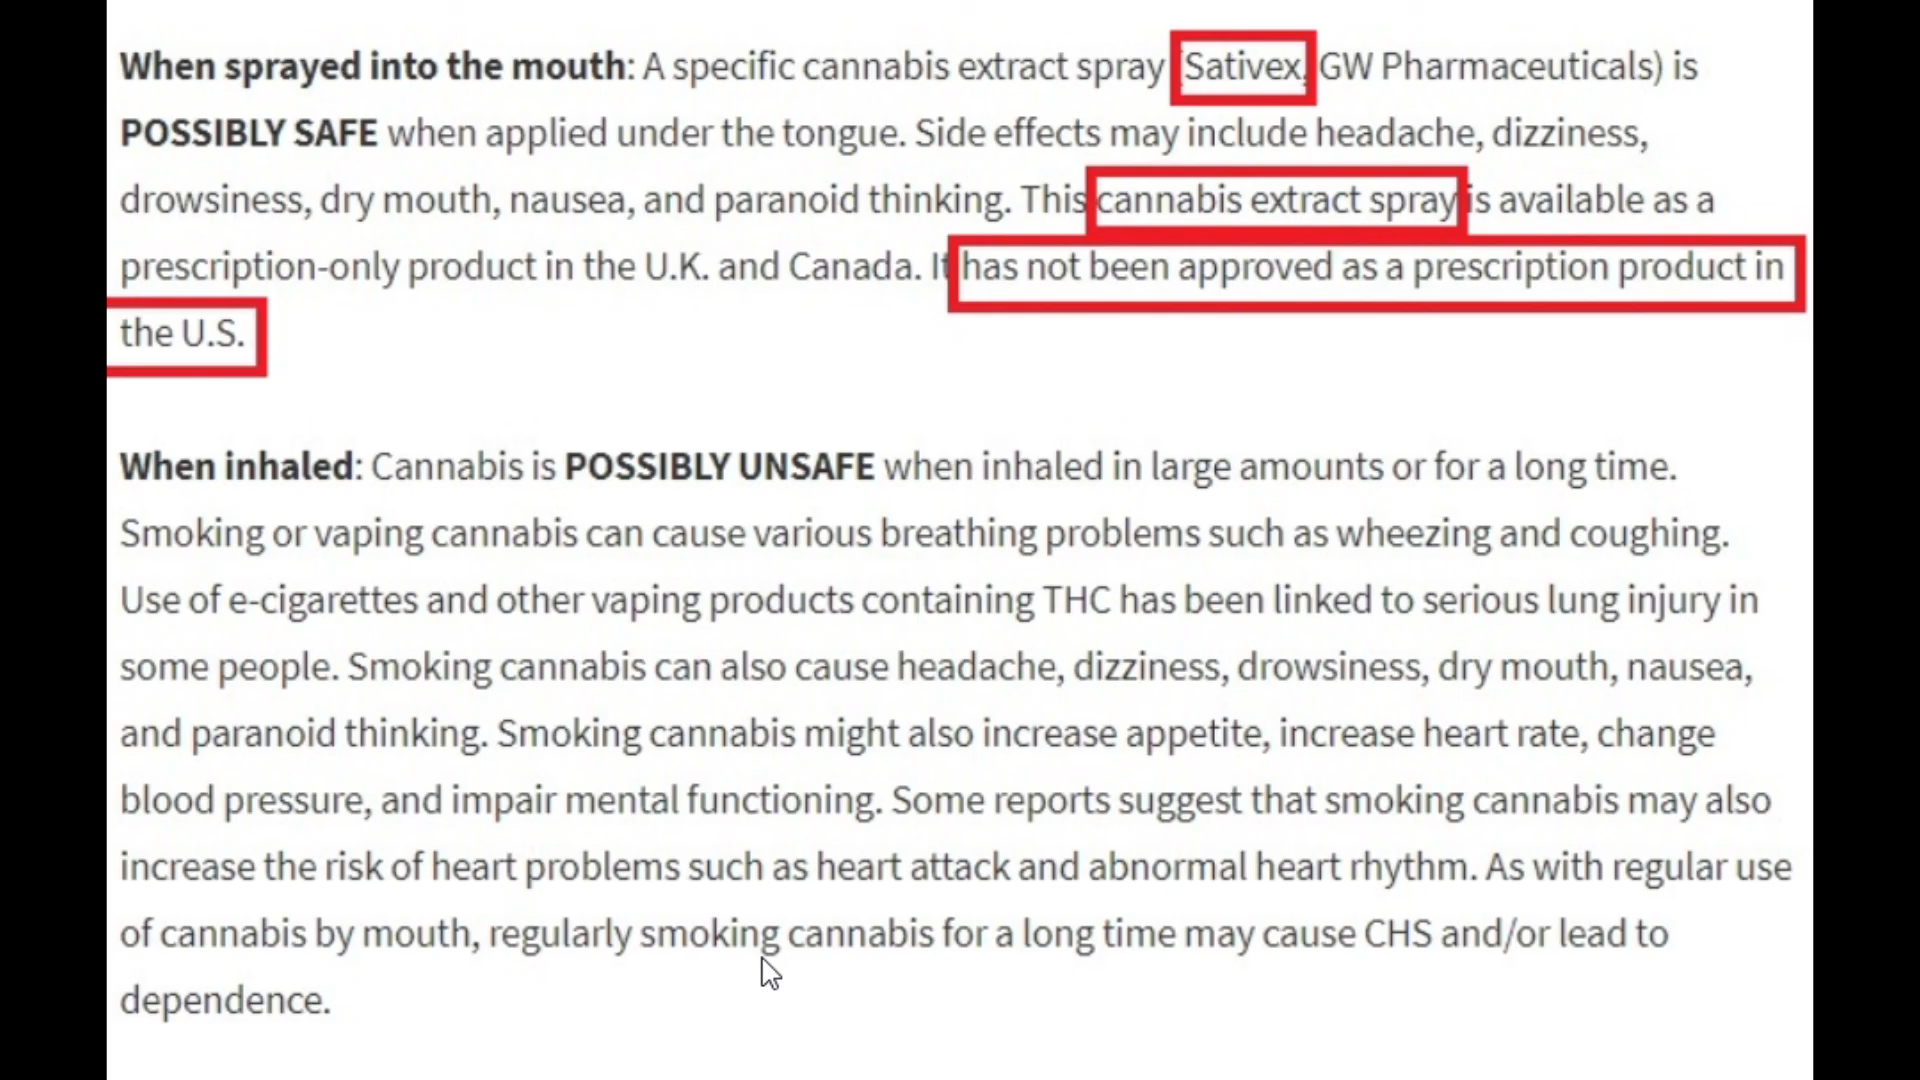 When sprayed into the mouth: A specific cannabis extract spray (Sativex, GW Pharmaceuticals) is
POSSIBLY SAFE when applied under the tongue. Side effects may include headache, dizziness,
drowsiness, dry mouth, nausea, and paranoid thinking. This cannabis extract spray is available as a
prescription-only product in the U.K. and Canada. It has not been approved as a prescription product in
the U.S.
When inhaled: Cannabis is POSSIBLY UNSAFE when inhaled in large amounts or for a long time.
Smoking or vaping cannabis can cause various breathing problems such as wheezing and coughing.
Use of e-cigarettes and other vaping products containing THC has been linked to serious lung injury in
some people. Smoking cannabis can also cause headache, dizziness, drowsiness, dry mouth, nausea,
and paranoid thinking. Smoking cannabis might also increase appetite, increase heart rate, change
blood pressure, and impair mental functioning. Some reports suggest that smoking cannabis may also
increase the risk of heart problems such as heart attack and abnormal heart rhythm. As with regular use
of cannabis by mouth, regularly smoking cannabis for a long time may cause CHS and/or lead to
dependence.